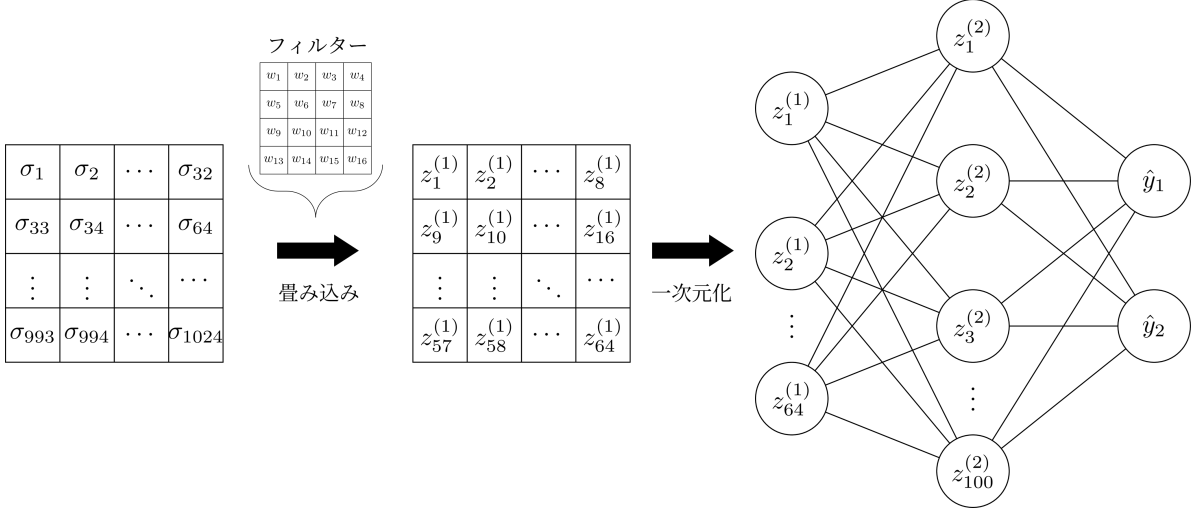 フィルター
w₁ w₂ w₃ w₄
w₅ w₆ w₇ w₈
w₉ w₁₀ w₁₁ w₁₂
w₁₃ w₁₄ w₁₅ w₁₆
σ₁ σ₂ ⋯ σ₃₂
σ₃₃ σ₃₄ ⋯ σ₆₄
⋮ ⋮ ⋱ ⋯
σ₉₉₃ σ₉₉₄ ⋯ σ₁₀₂₄
畳み込み
z₁⁽¹⁾ z₂⁽¹⁾ ⋯ z₈⁽¹⁾
z₉⁽¹⁾ z₁₀⁽¹⁾ ⋯ z₁₆⁽¹⁾
⋮ ⋮ ⋱ ⋯
z₅₇⁽¹⁾ z₅₈⁽¹⁾ ⋯ z₆₄⁽¹⁾
一次元化
z₁⁽¹⁾
z₂⁽¹⁾
⋮
z₆₄⁽¹⁾
z₁⁽²⁾
z₂⁽²⁾
z₃⁽²⁾
⋮
z₁₀₀⁽²⁾
ŷ₁
ŷ₂